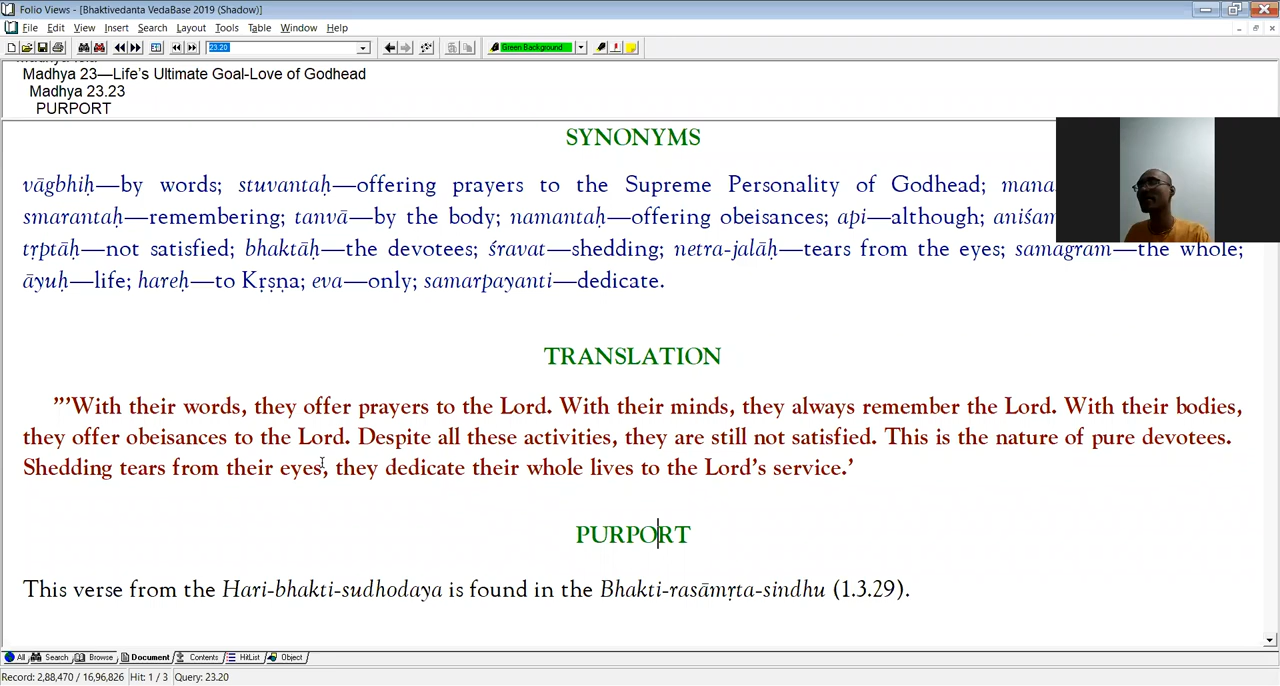 Folio Views - [Bhaktivedanta VedaBase 2019 (Shadow)]
File Edit View Insert Search Layout Tools Table Window Help
23.20 Green Background
Madhya 23—Life's Ultimate Goal-Love of Godhead
Madhya 23.23
PURPORT
SYNONYMS
vāgbhiḥ—by words; stuvantaḥ—offering prayers to the Supreme Personality of Godhead;
smarantaḥ—remembering; tanvā—by the body; namantaḥ—offering obeisances; api—although;
tṛptāḥ—not satisfied; bhaktāḥ—the devotees; śravat—shedding; netra-jalāḥ—tears from the eyes; samagram—the whole;
āyuḥ—life; hareḥ—to Kṛṣṇa; eva—only; samarpayanti—dedicate.
TRANSLATION
"'With their words, they offer prayers to the Lord. With their minds, they always remember the Lord. With their bodies,
they offer obeisances to the Lord. Despite all these activities, they are still not satisfied. This is the nature of pure devotees.
Shedding tears from their eyes, they dedicate their whole lives to the Lord's service.'
PURPORT
This verse from the Hari-bhakti-sudhodaya is found in the Bhakti-rasāmṛta-sindhu (1.3.29).
All Search Browse Document Contents HitList Object
Record: 2,88,470 / 16,96,826 Hit: 1 / 3 Query: 23.20